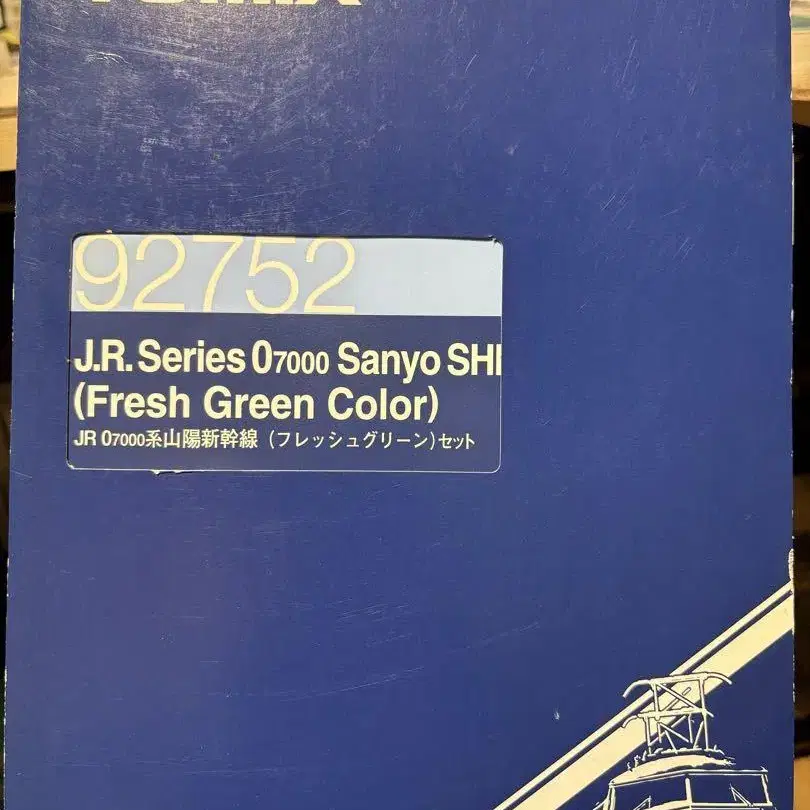 TOMIX
92752
J.R. Series 07000 Sanyo SHI
(Fresh Green Color)
JR 07000系山陽新幹線 (フレッシュグリーン)セット